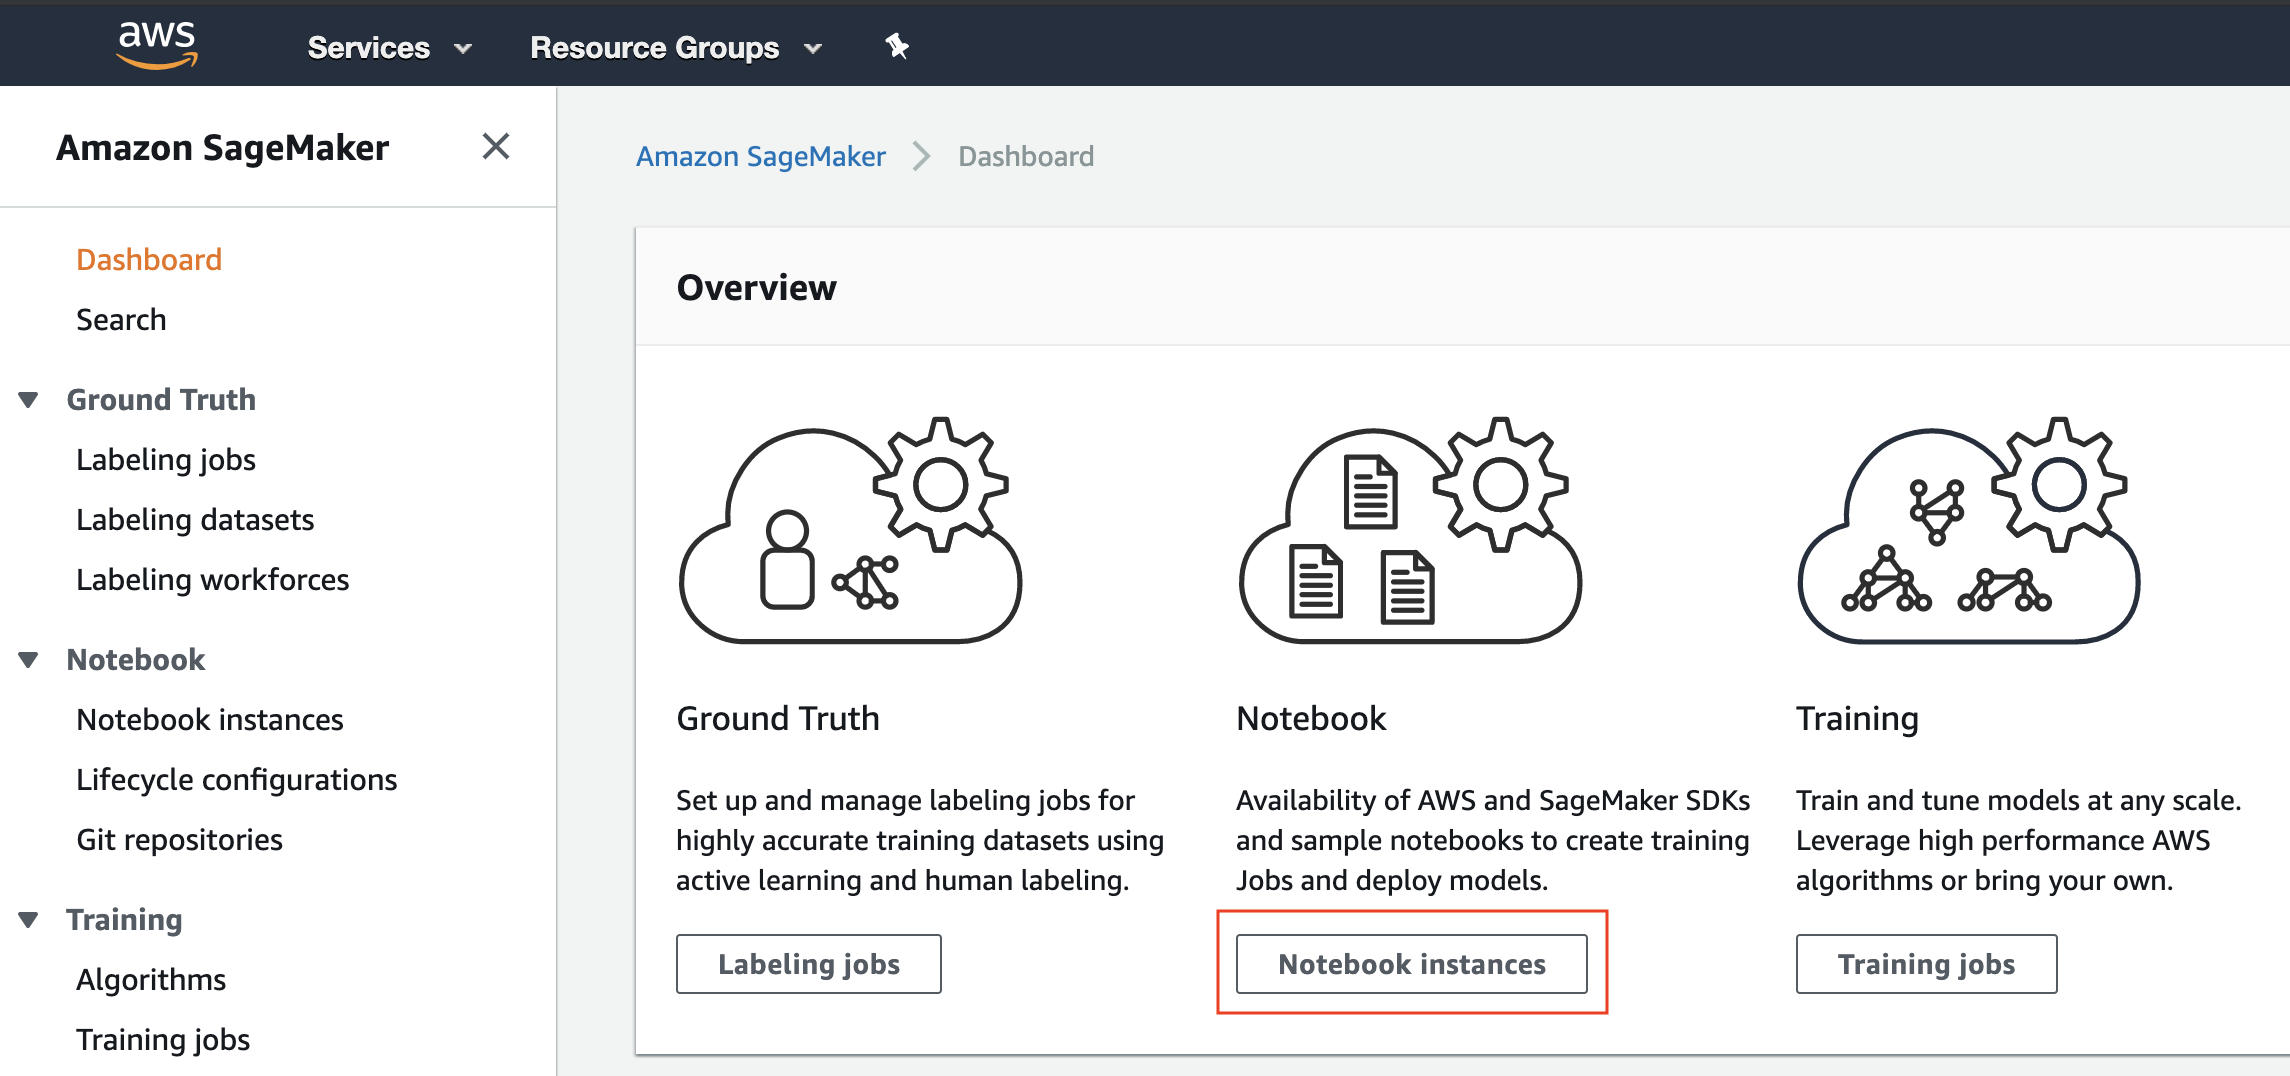 aws
Services
Resource Groups
Amazon SageMaker
Dashboard
Search
Ground Truth
Labeling jobs
Labeling datasets
Labeling workforces
Notebook
Notebook instances
Lifecycle configurations
Git repositories
Training
Algorithms
Training jobs
Amazon SageMaker
Dashboard
Overview
Ground Truth
Set up and manage labeling jobs for
highly accurate training datasets using
active learning and human labeling.
Labeling jobs
Notebook
Availability of AWS and SageMaker SDKs
and sample notebooks to create training
Jobs and deploy models.
Notebook instances
Training
Train and tune models at any scale.
Leverage high performance AWS
algorithms or bring your own.
Training jobs